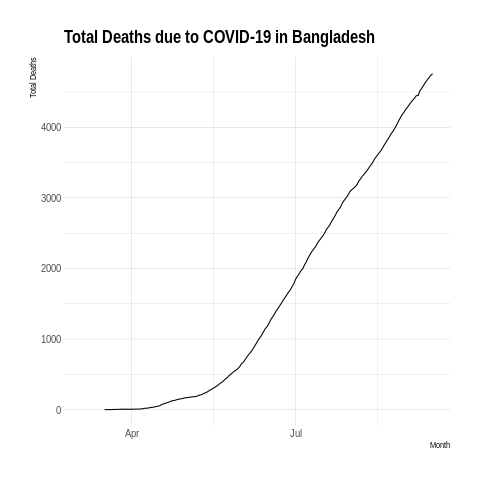 Total Deaths due to COVID-19 in Bangladesh
Total Deaths
4000
3000
2000
1000
0
Apr Jul
Month